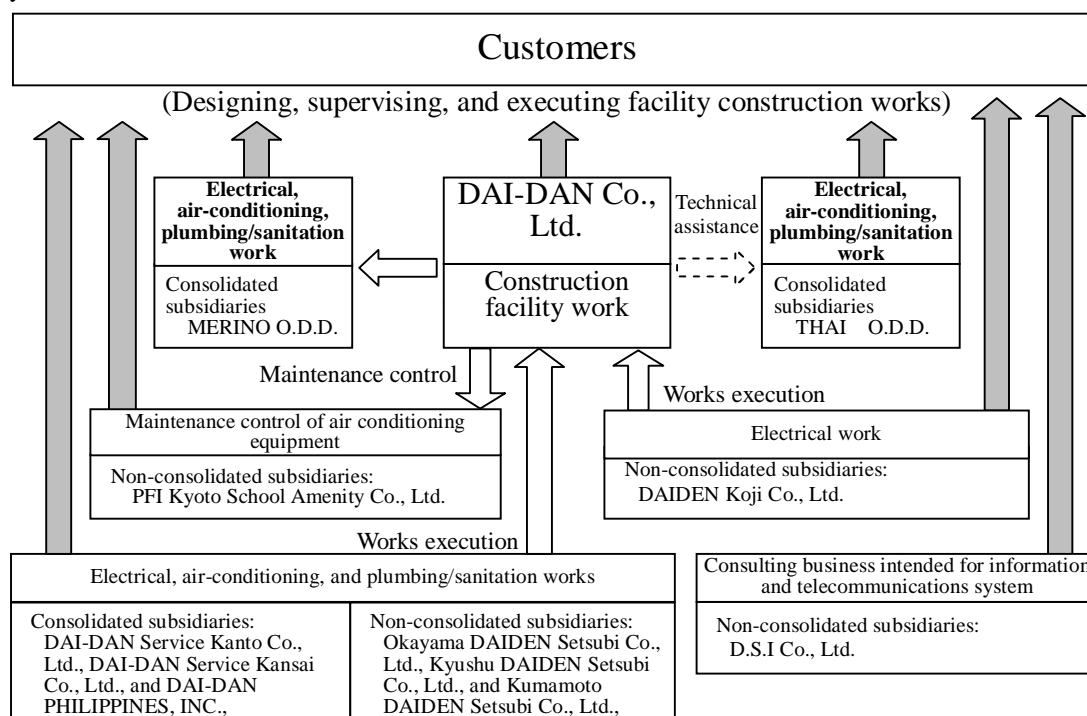 Customers
(Designing, supervising, and executing facility construction works)
Electrical,
air-conditioning,
plumbing/sanitation
work
Consolidated
subsidiaries
MERINO O.D.D.
DAI-DAN Co.,
Ltd.
Construction
facility work
Technical
assistance
Electrical,
air-conditioning,
plumbing/sanitation
work
Consolidated
subsidiaries
THAI O.D.D.
Maintenance control
Works execution
Maintenance control of air conditioning
equipment
Non-consolidated subsidiaries:
PFI Kyoto School Amenity Co., Ltd.
Electrical work
Non-consolidated subsidiaries:
DAIDEN Koji Co., Ltd.
Works execution
Electrical, air-conditioning, and plumbing/sanitation works
Consolidated subsidiaries:
DAI-DAN Service Kanto Co.,
Ltd., DAI-DAN Service Kansai
Co., Ltd., and DAI-DAN
PHILIPPINES, INC.,
Non-consolidated subsidiaries:
Okayama DAIDEN Setsubi Co.,
Ltd., Kyushu DAIDEN Setsubi
Co., Ltd., and Kumamoto
DAIDEN Setsubi Co., Ltd.,
Consulting business intended for information
and telecommunications system
Non-consolidated subsidiaries:
D.S.I Co., Ltd.